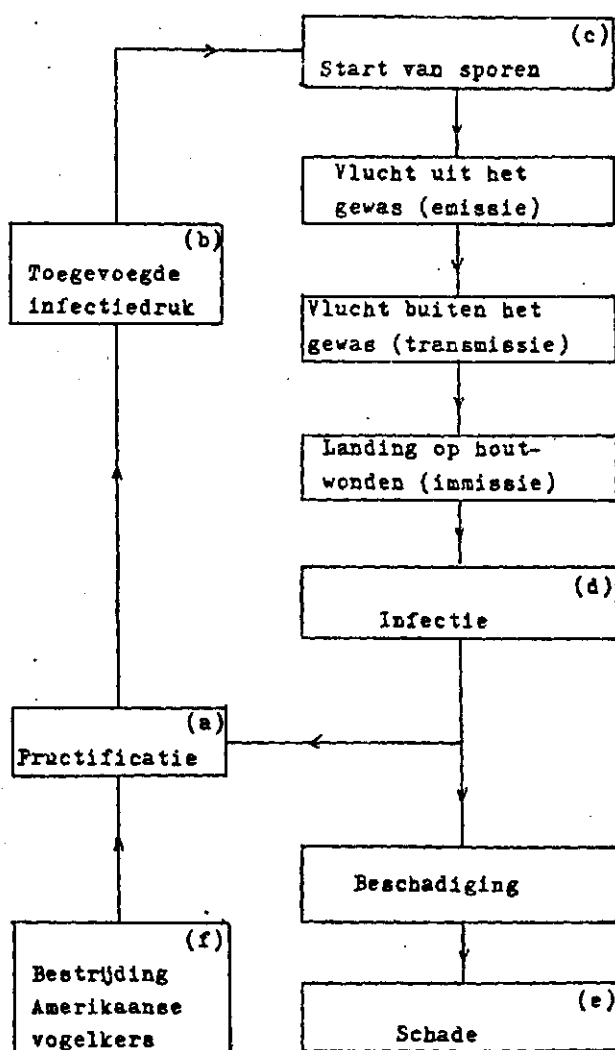 (c)
Start van sporen
Vlucht uit het
gewas (emissie)
(b)
Toegevoegde
infectiedruk
Vlucht buiten het
gewas (transmissie)
Landing op hout-
wonden (immissie)
(d)
Infectie
(a)
Fructificatie
Beschadiging
(f)
Bestrijding
Amerikaanse
vogelkers
(e)
Schade